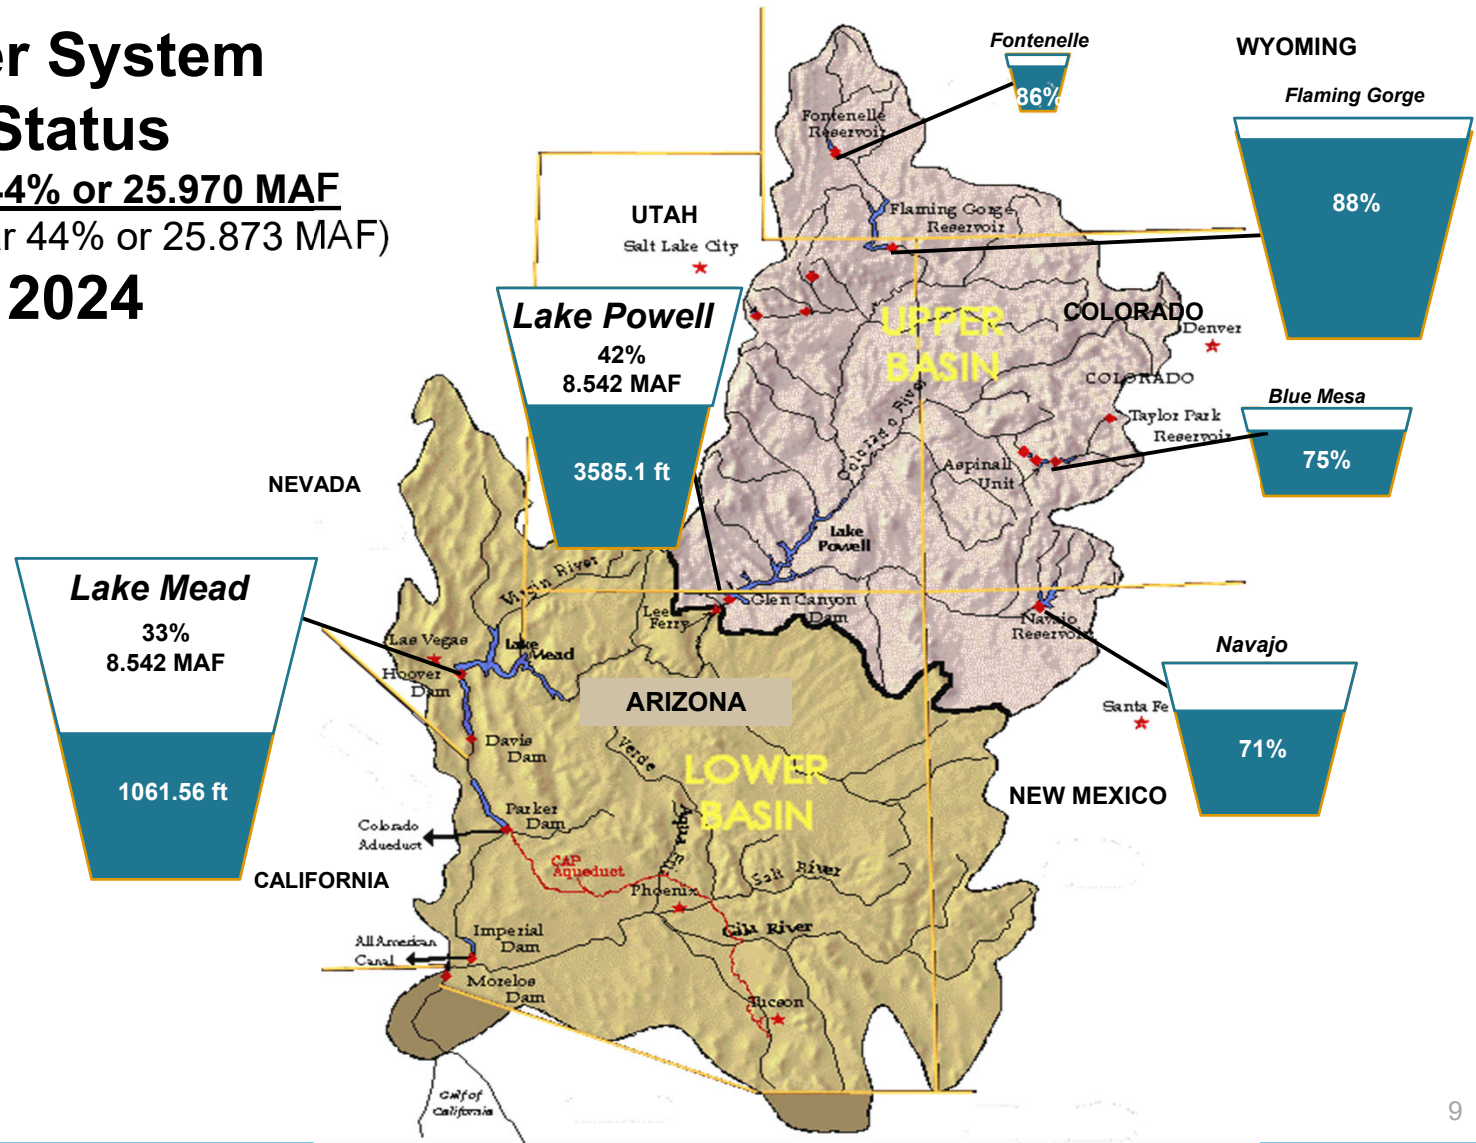 er System
Status
44% or 25.970 MAF
ar 44% or 25.873 MAF)
2024
Fontenelle
86%
WYOMING
Flaming Gorge
88%
Fontenelle
Reservoir
UTAH
Salt Lake City
Flaming Gorge
Reservoir
Lake Powell
42%
8.542 MAF
3585.1 ft
UPPER
BASIN
COLORADO
Denver
COLORADO
Blue Mesa
75%
Taylor Park
Reservoir
Aspinall
Unit
Colorado River
NEVADA
Lake
Powell
Lake Mead
33%
8.542 MAF
1061.56 ft
Virgin River
Glen Canyon
Dam
Lee
Ferry
Navajo
Reservoir
Navajo
71%
Las Vegas
Lake
Mead
Hoover
Dam
ARIZONA
Santa Fe
Davis
Dam
Verde
LOWER
BASIN
NEW MEXICO
Parker
Dam
Colorado
Adueduct
CAP
Aqueduct
Salt River
CALIFORNIA
Phoenix
Gila River
Imperial
Dam
All American
Canal
Morelos
Dam
Tucson
Gulf of
California
9